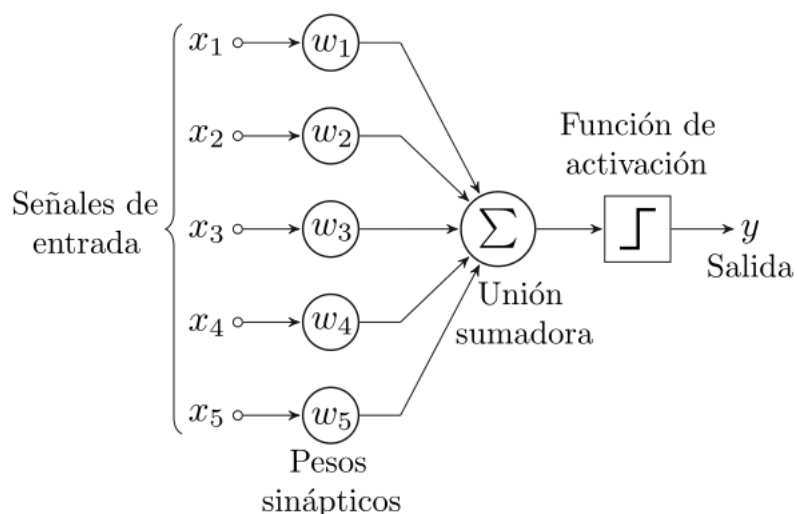 x₁ w₁
x₂ w₂
Función de
activación
Señales de
entrada
x₃ w₃ Σ y
Salida
Unión
sumadora
x₄ w₄
x₅ w₅
Pesos
sinápticos